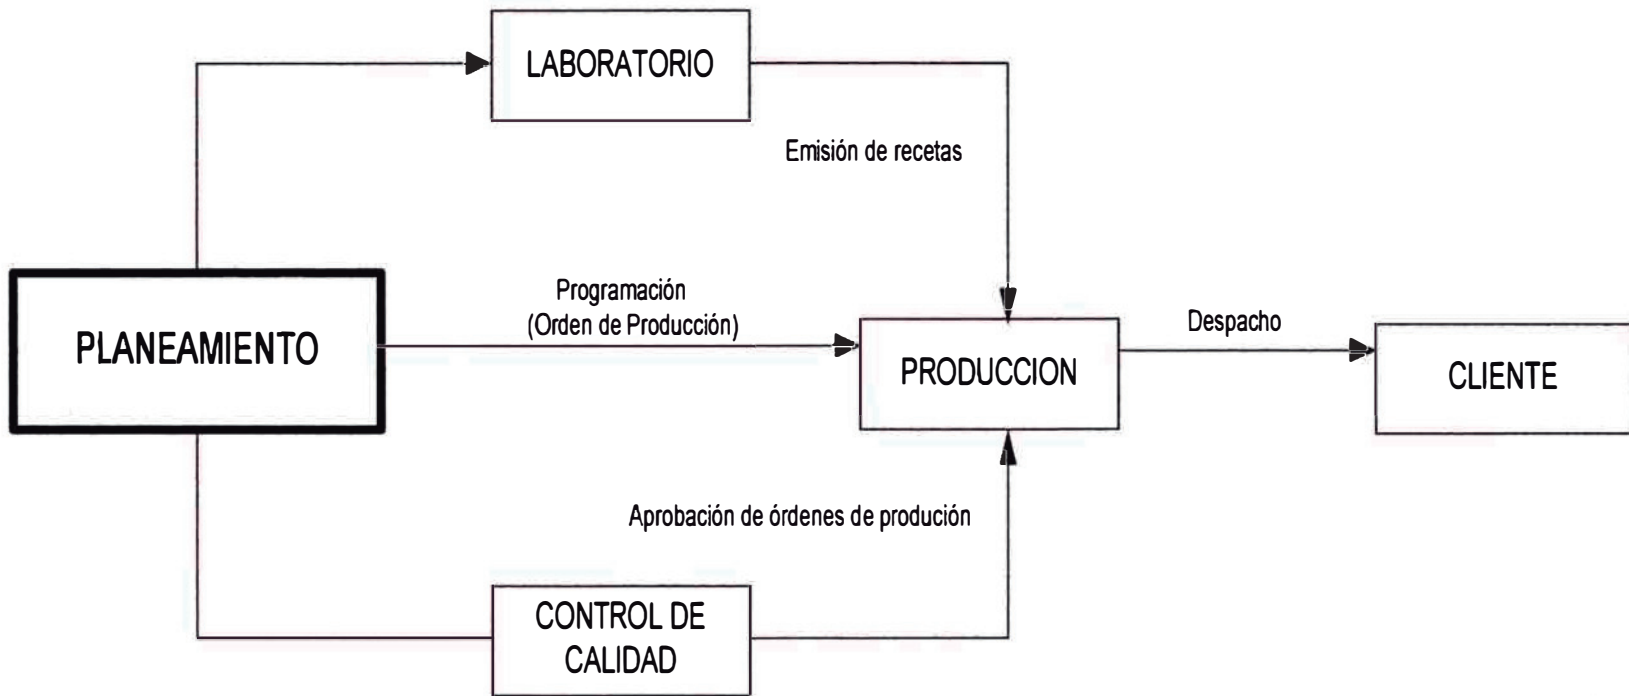 LABORATORIO
Emisión de recetas
Programación
(Orden de Producción)
PLANEAMIENTO
Despacho
PRODUCCION
CLIENTE
Aprobación de órdenes de produción
CONTROL DE
CALIDAD